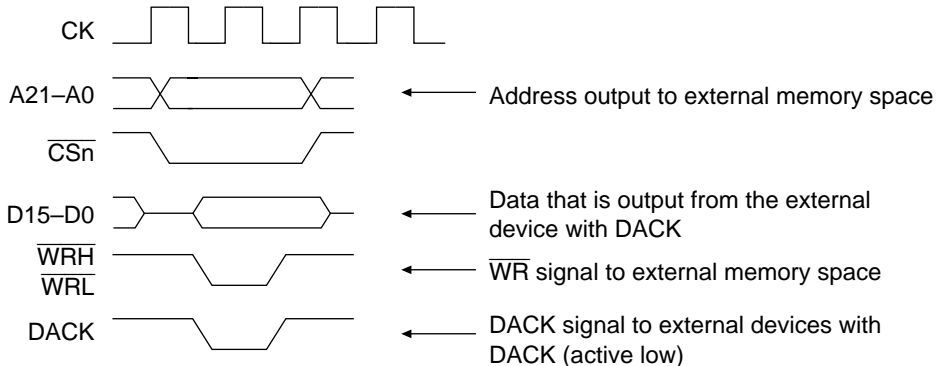 CK
A21–A0
Address output to external memory space
CSn
D15–D0
Data that is output from the external
device with DACK
WRH
WRL
WR signal to external memory space
DACK
DACK signal to external devices with
DACK (active low)